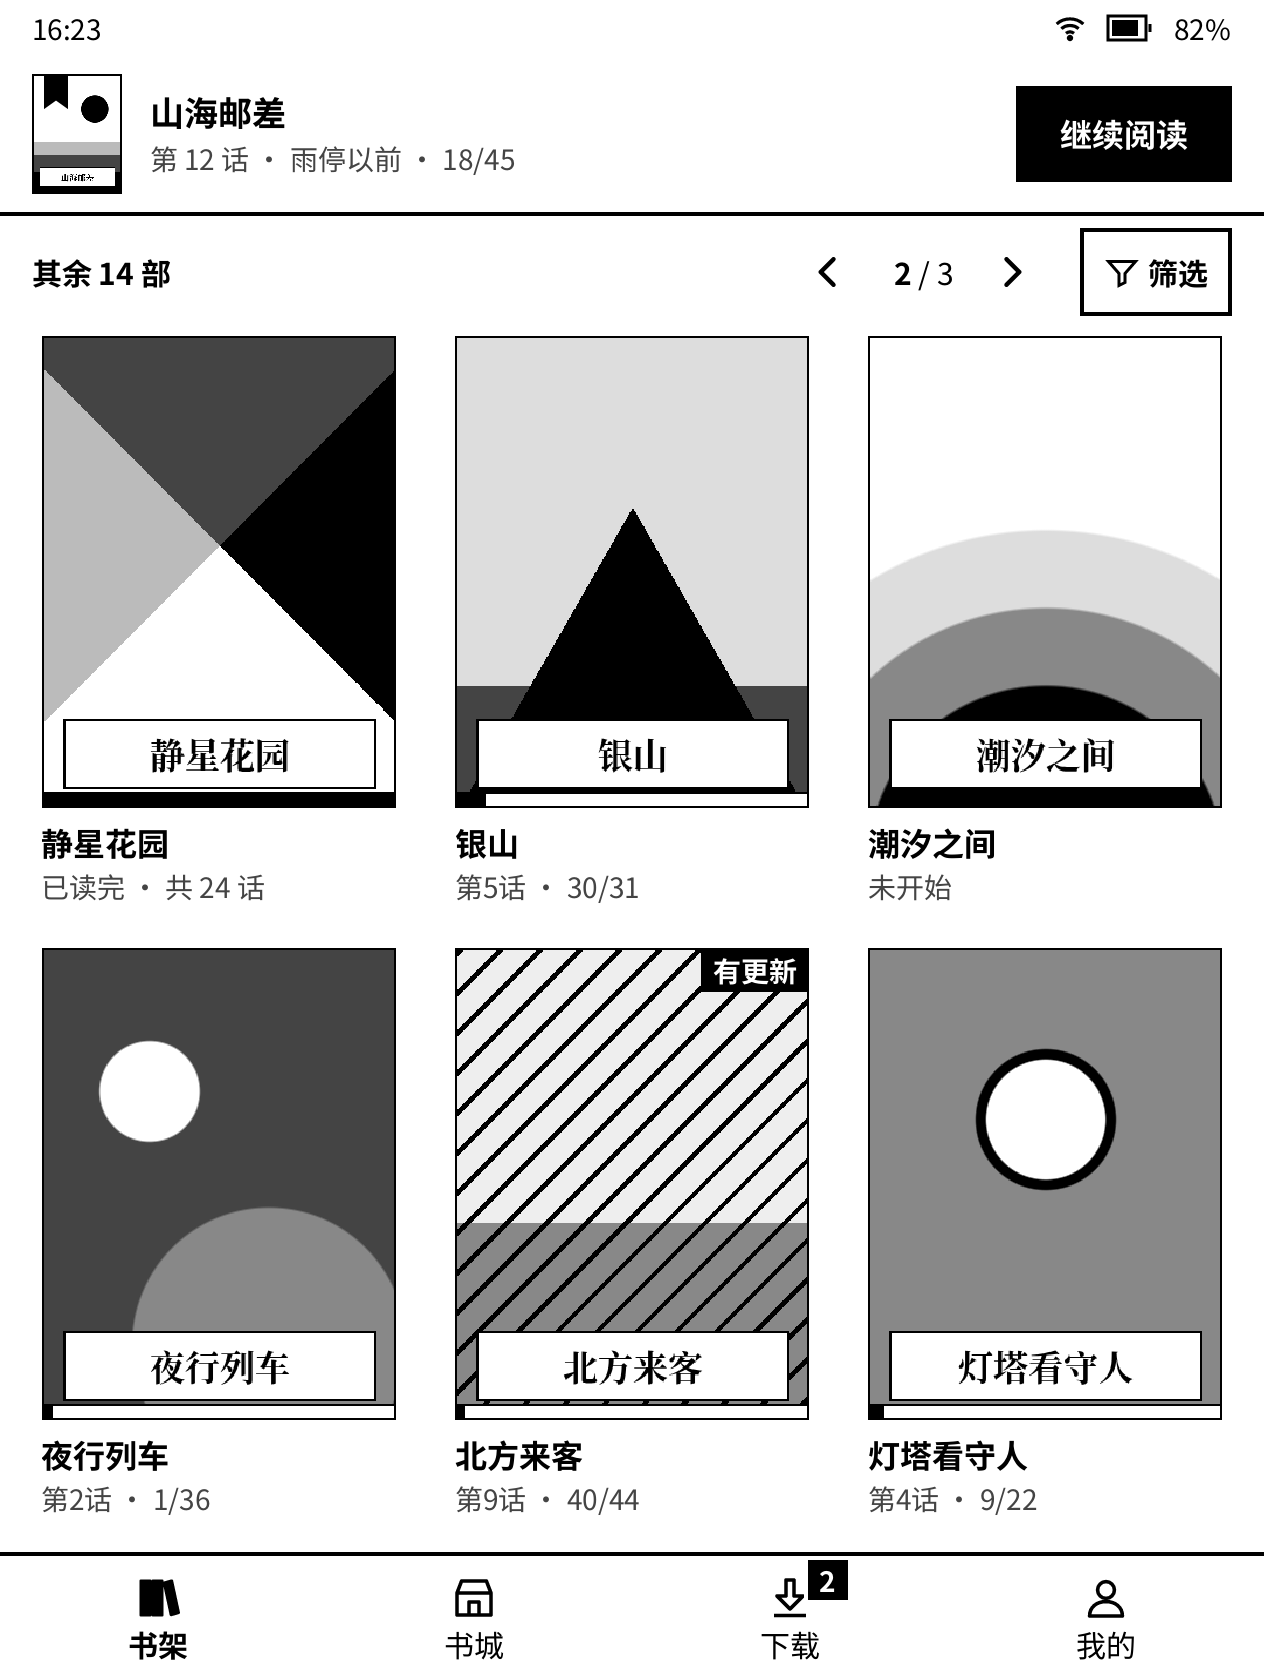 16:23
82%
山海邮差
山海邮差
第 12 话 · 雨停以前 · 18/45
继续阅读
其余 14 部
2 / 3
筛选
静星花园
银山
潮汐之间
静星花园
银山
潮汐之间
已读完 · 共 24 话
第5话 · 30/31
未开始
有更新
夜行列车
北方来客
灯塔看守人
夜行列车
北方来客
灯塔看守人
第2话 · 1/36
第9话 · 40/44
第4话 · 9/22
2
书架
书城
下载
我的